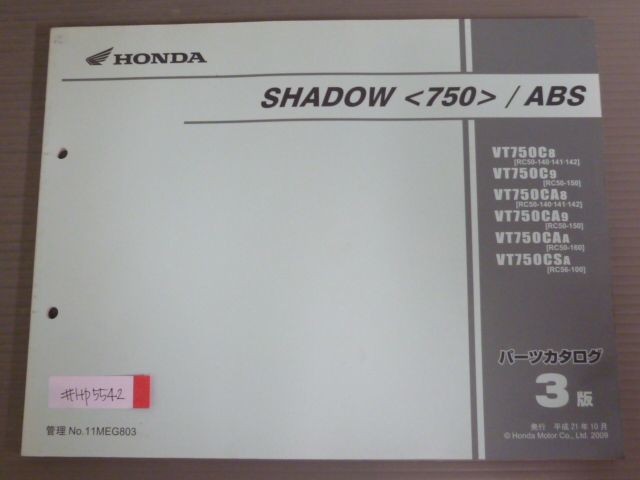 HONDA
SHADOW <750> / ABS
VT750C8
[RC50-140·141·142]
VT750C9
[RC50-150]
VT750CA8
[RC50-140·141·142]
VT750CA9
[RC50-150]
VT750CAA
[RC50-160]
VT750CSA
[RC56-100]
パーツカタログ
3版
発行 平成21年10月
© Honda Motor Co., Ltd. 2009
#Hp5542
管理 No.11MEG803